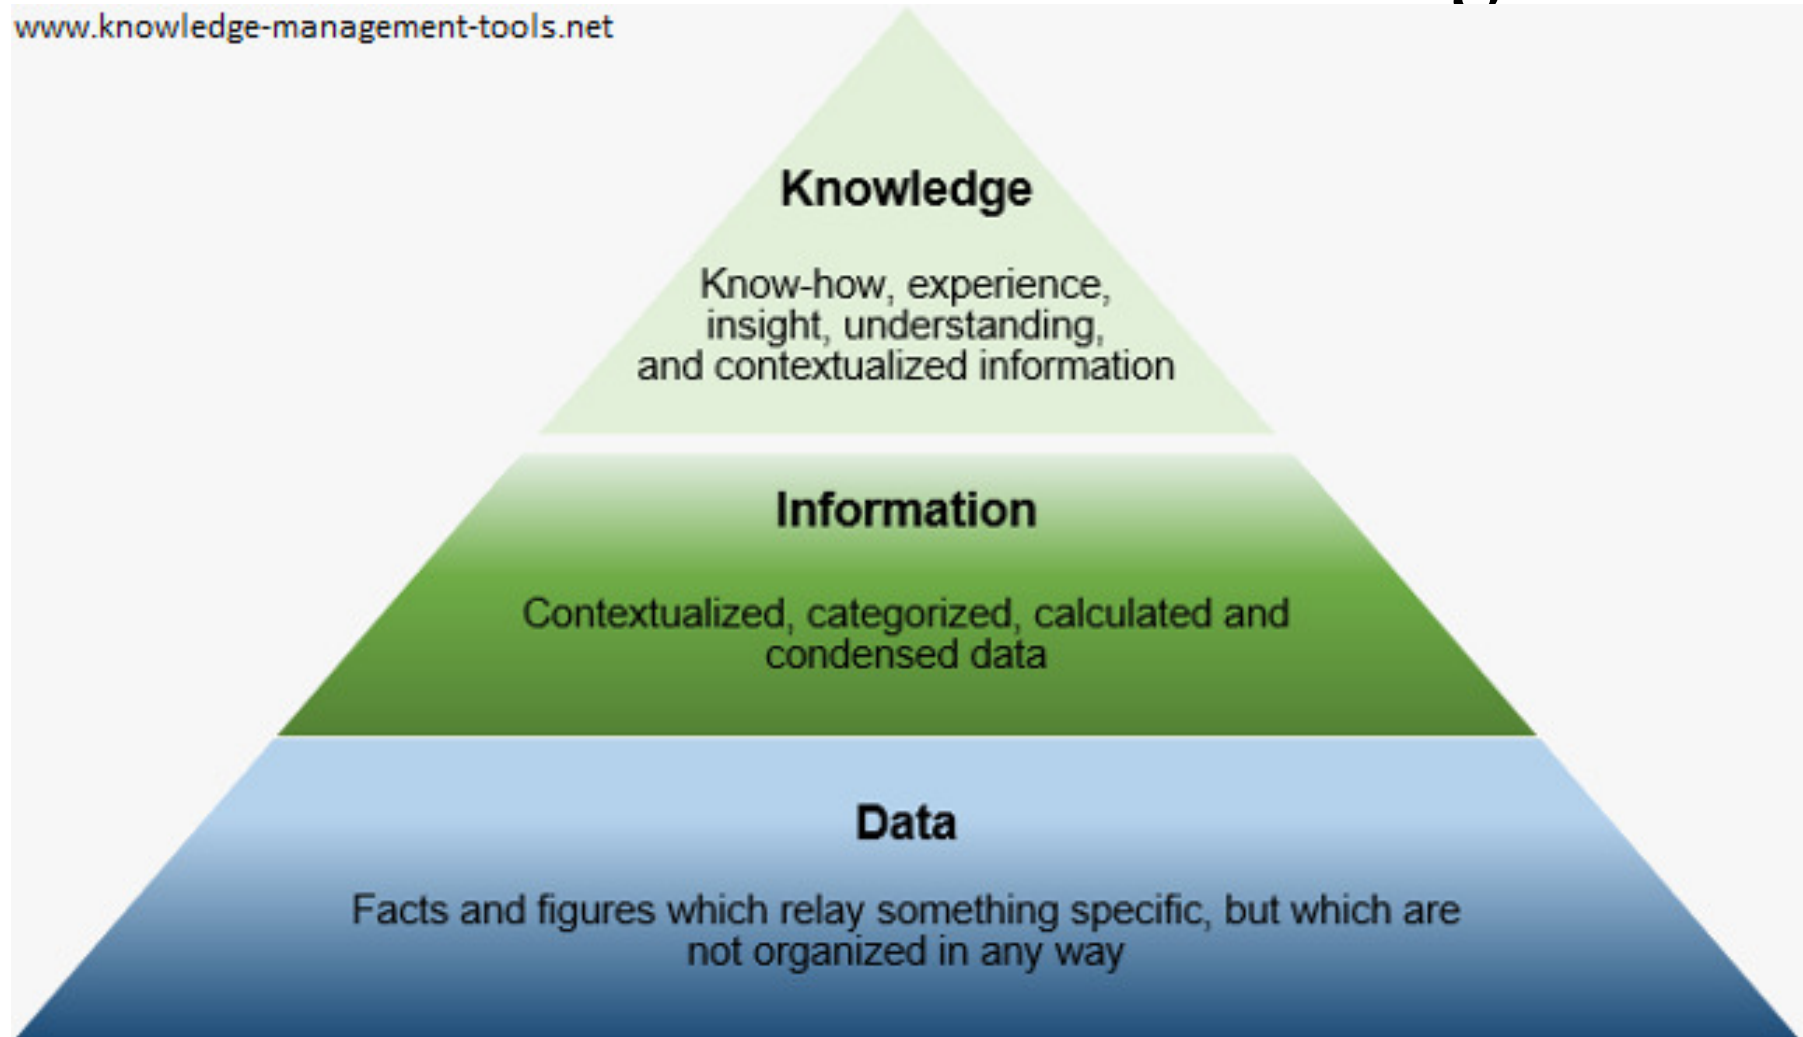 www.knowledge-management-tools.net
Knowledge
Know-how, experience,
insight, understanding,
and contextualized information
Information
Contextualized, categorized, calculated and
condensed data
Data
Facts and figures which relay something specific, but which are
not organized in any way